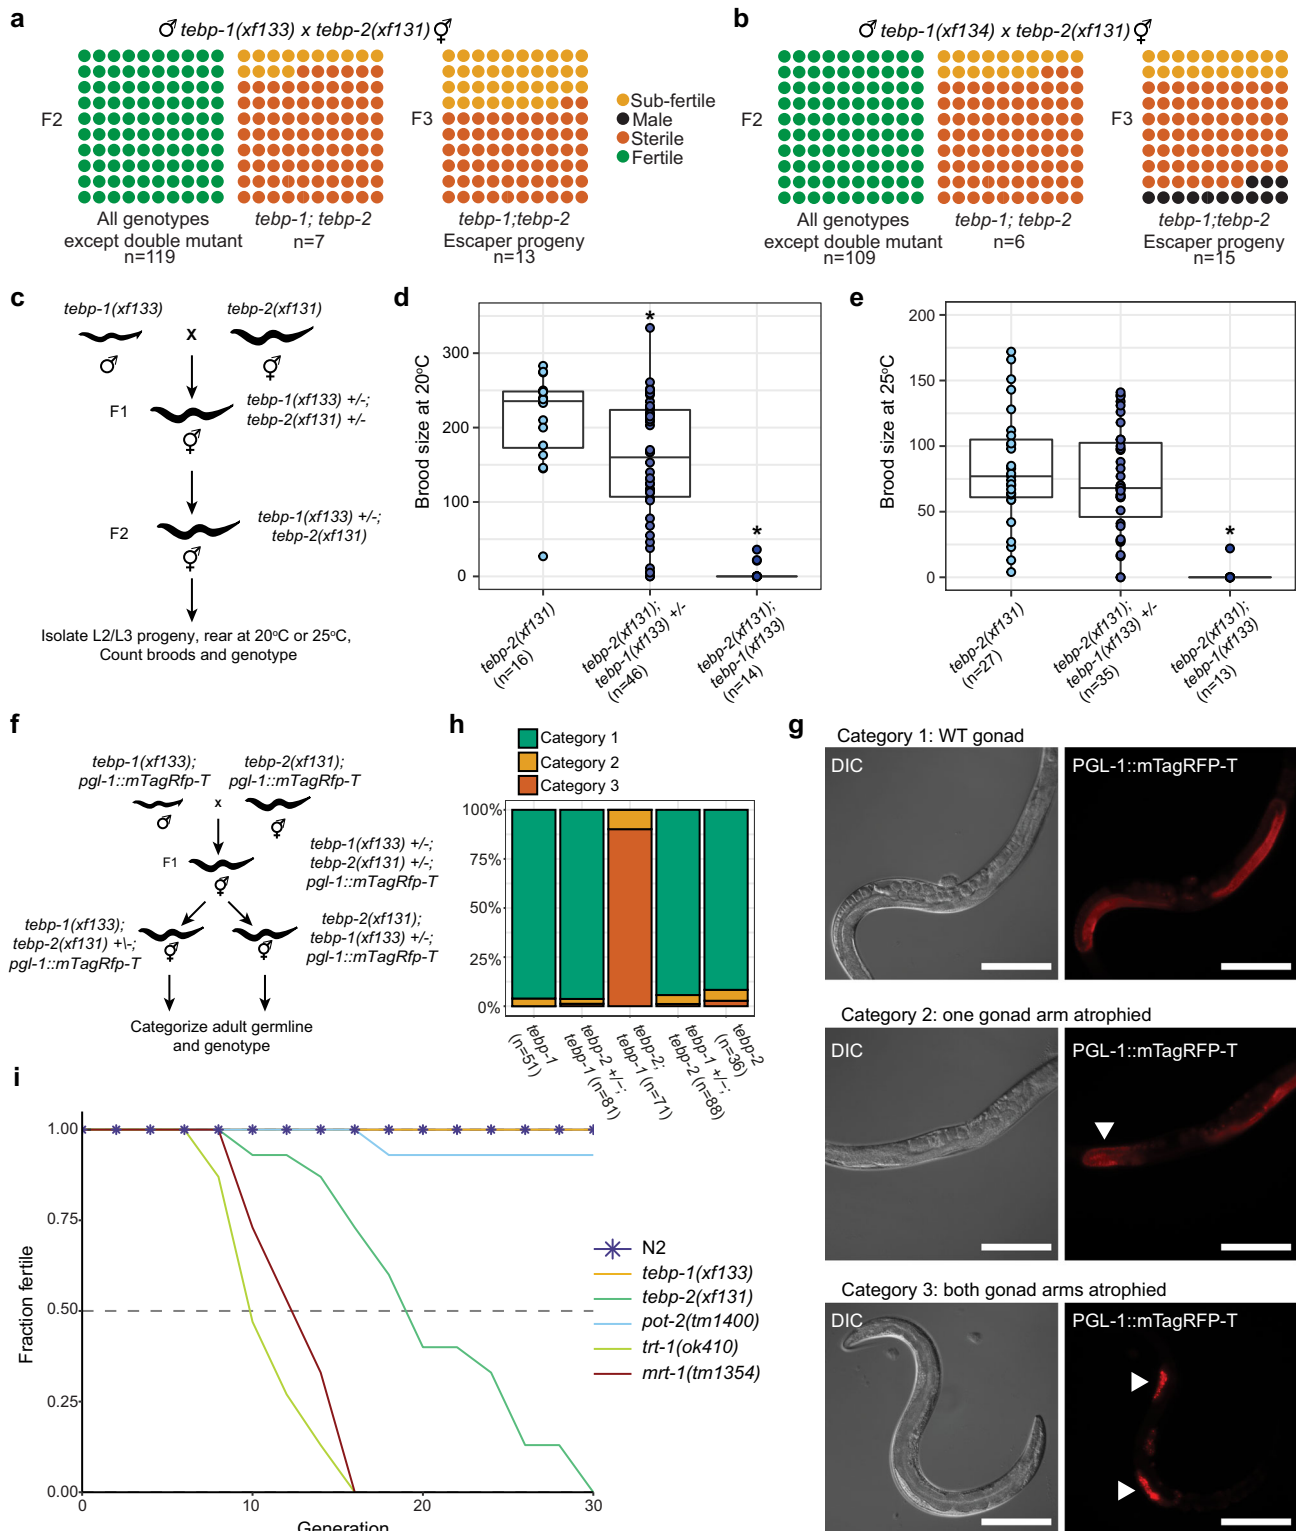 a
♂ tebp-1(xf133) x tebp-2(xf131) ⚥
F2
F3
All genotypes
except double mutant
n=119
tebp-1; tebp-2
n=7
tebp-1;tebp-2
Escaper progeny
n=13
Sub-fertile
Male
Sterile
Fertile
b
♂ tebp-1(xf134) x tebp-2(xf131) ⚥
F2
F3
All genotypes
except double mutant
n=109
tebp-1; tebp-2
n=6
tebp-1;tebp-2
Escaper progeny
n=15
c
tebp-1(xf133)
tebp-2(xf131)
x
♂
⚥
F1
tebp-1(xf133) +/-;
tebp-2(xf131) +/-
⚥
F2
tebp-1(xf133) +/-;
tebp-2(xf131)
⚥
Isolate L2/L3 progeny, rear at 20°C or 25°C,
Count broods and genotype
d
Brood size at 20°C
300
200
100
0
*
*
tebp-2(xf131)
(n=16)
tebp-2(xf131);
tebp-1(xf133) +/-
(n=46)
tebp-2(xf131);
tebp-1(xf133)
(n=14)
e
Brood size at 25°C
200
150
100
50
0
*
tebp-2(xf131)
(n=27)
tebp-2(xf131);
tebp-1(xf133) +/-
(n=35)
tebp-2(xf131);
tebp-1(xf133)
(n=13)
f
tebp-1(xf133);
pgl-1::mTagRfp-T
tebp-2(xf131);
pgl-1::mTagRfp-T
x
♂
⚥
F1
tebp-1(xf133) +/-;
tebp-2(xf131) +/-;
pgl-1::mTagRfp-T
⚥
tebp-1(xf133);
tebp-2(xf131) +\-;
pgl-1::mTagRfp-T
⚥
⚥
tebp-2(xf131);
tebp-1(xf133) +/-;
pgl-1::mTagRfp-T
Categorize adult germline
and genotype
h
Category 1
Category 2
Category 3
100%
75%
50%
25%
0%
tebp-1
(n=51)
tebp-2 +/−;
tebp-1 (n=81)
tebp-2;
tebp-1 (n=71)
tebp-1 +/−;
tebp-2 (n=88)
tebp-2
(n=36)
g
Category 1: WT gonad
DIC
PGL-1::mTagRFP-T
Category 2: one gonad arm atrophied
DIC
PGL-1::mTagRFP-T
Category 3: both gonad arms atrophied
DIC
PGL-1::mTagRFP-T
i
Fraction fertile
1.00
0.75
0.50
0.25
0.00
0
10
20
30
Generation
N2
tebp-1(xf133)
tebp-2(xf131)
pot-2(tm1400)
trt-1(ok410)
mrt-1(tm1354)